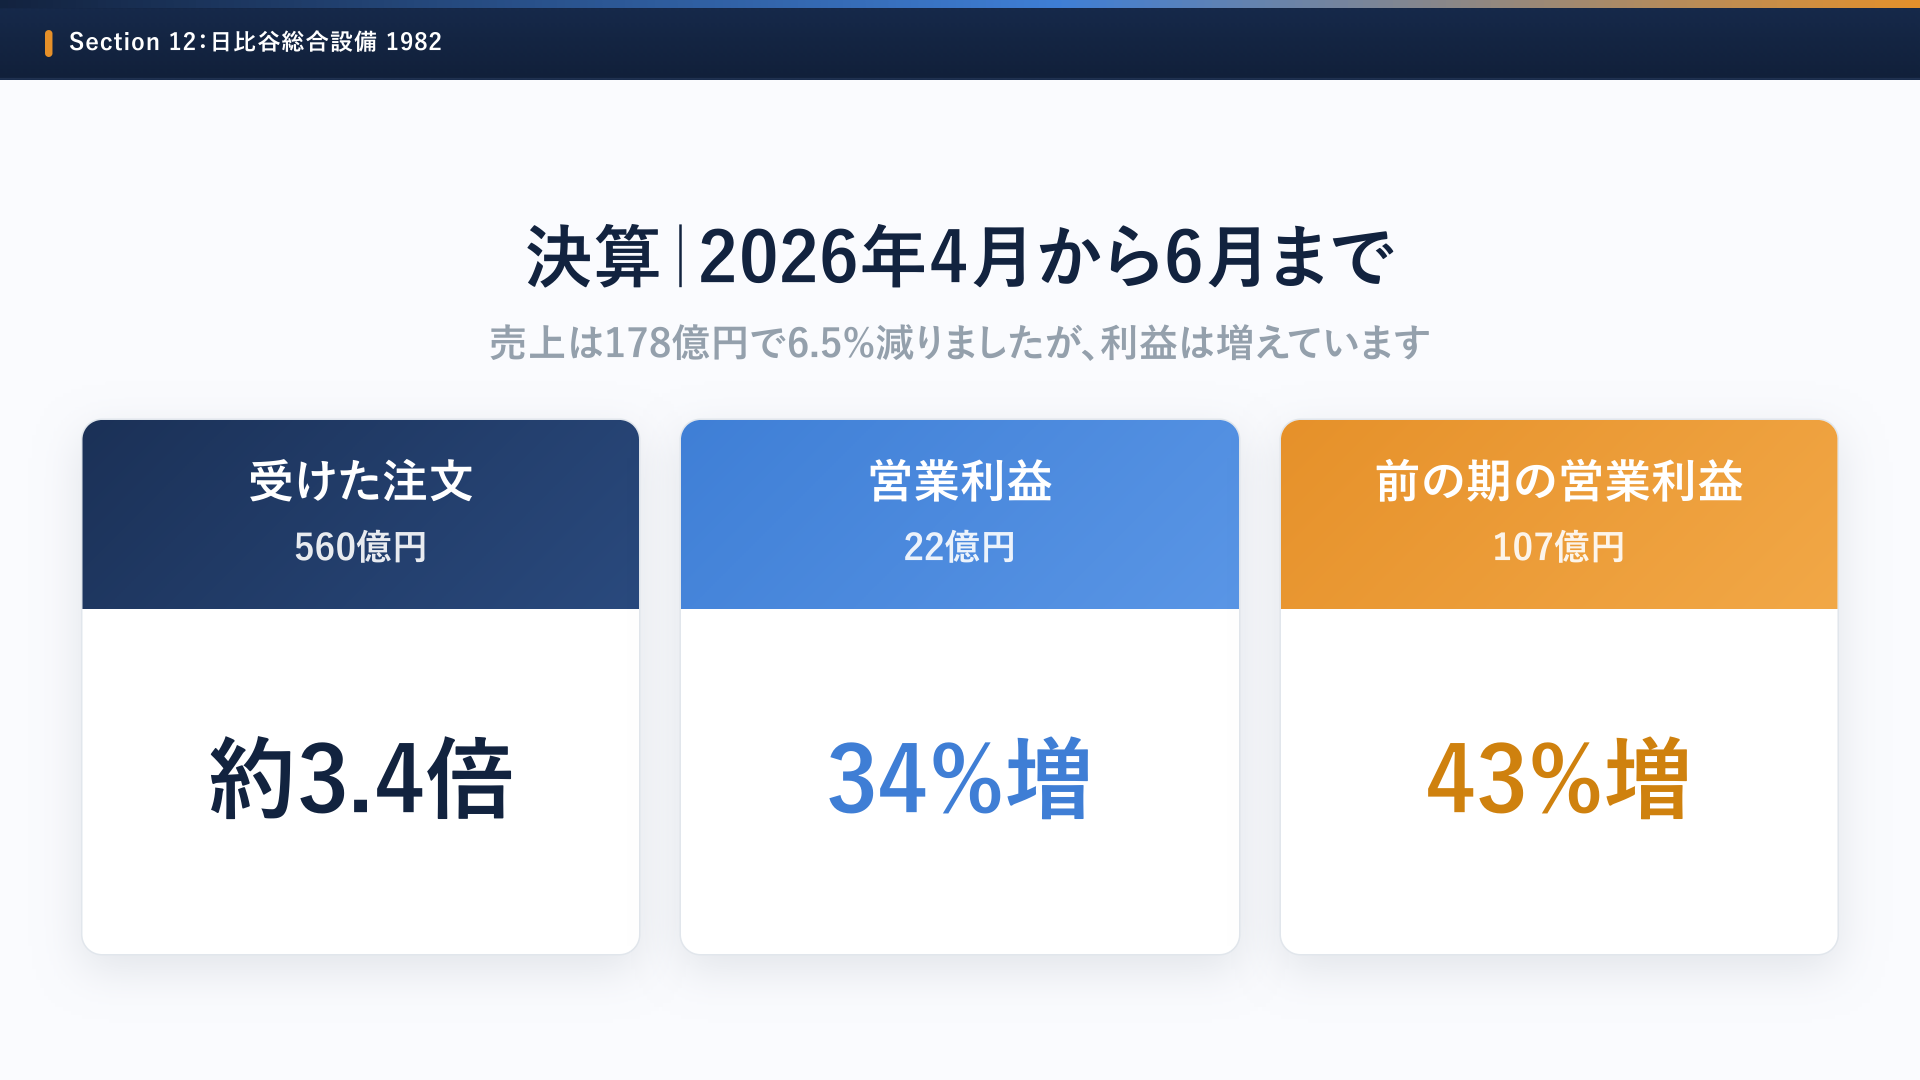 Section 12：日比谷総合設備 1982
決算｜2026年4月から6月まで
売上は178億円で6.5%減りましたが、利益は増えています
受けた注文
560億円
約3.4倍
営業利益
22億円
34%増
前の期の営業利益
107億円
43%増